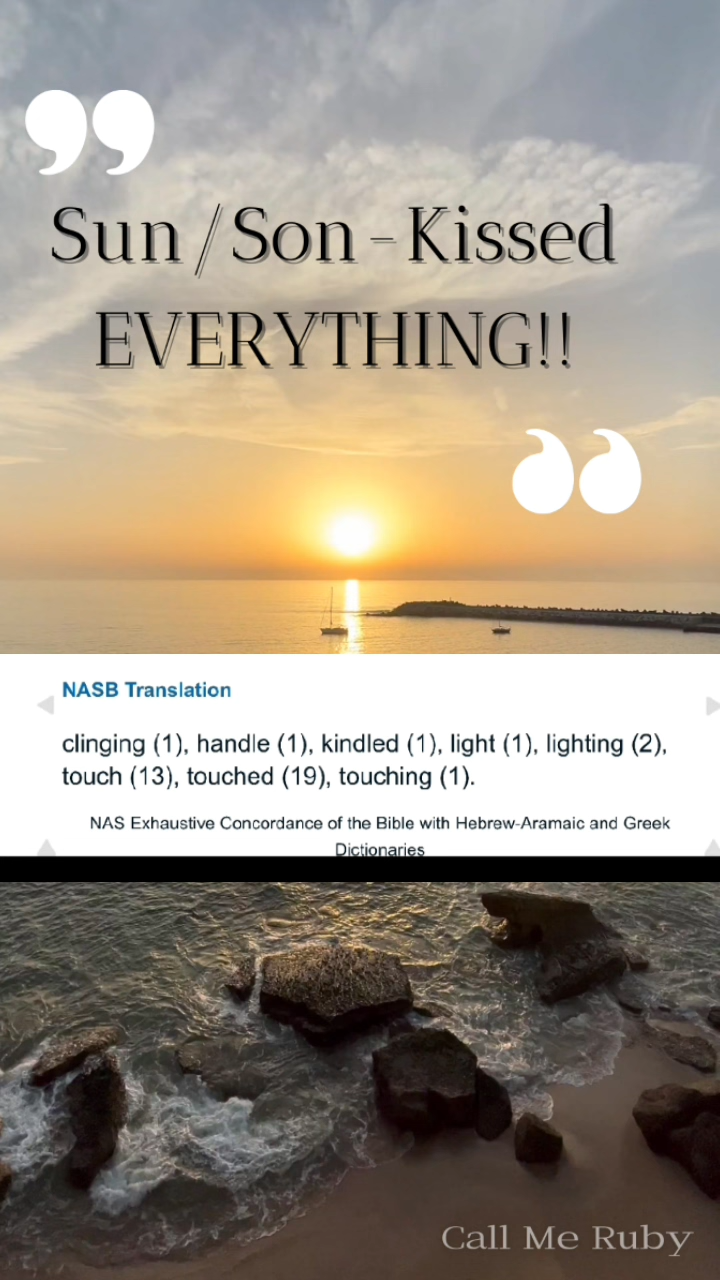 ”
Sun / Son - Kissed
EVERYTHING!!
“
NASB Translation
clinging (1), handle (1), kindled (1), light (1), lighting (2),
touch (13), touched (19), touching (1).
NAS Exhaustive Concordance of the Bible with Hebrew-Aramaic and Greek
Dictionaries
Call Me Ruby